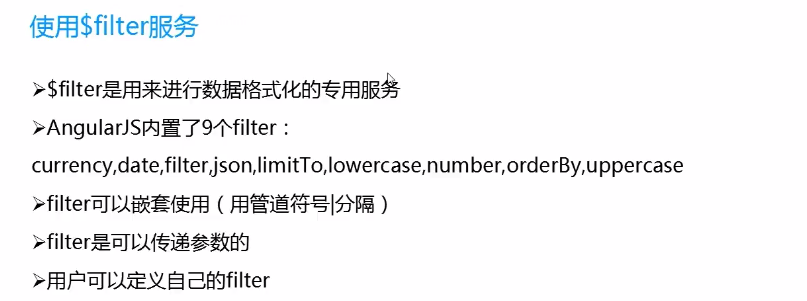 使用$filter服务
➢$filter是用来进行数据格式化的专用服务
➢AngularJS内置了9个filter：
currency,date,filter,json,limitTo,lowercase,number,orderBy,uppercase
➢filter可以嵌套使用（用管道符号|分隔）
➢filter是可以传递参数的
➢用户可以定义自己的filter